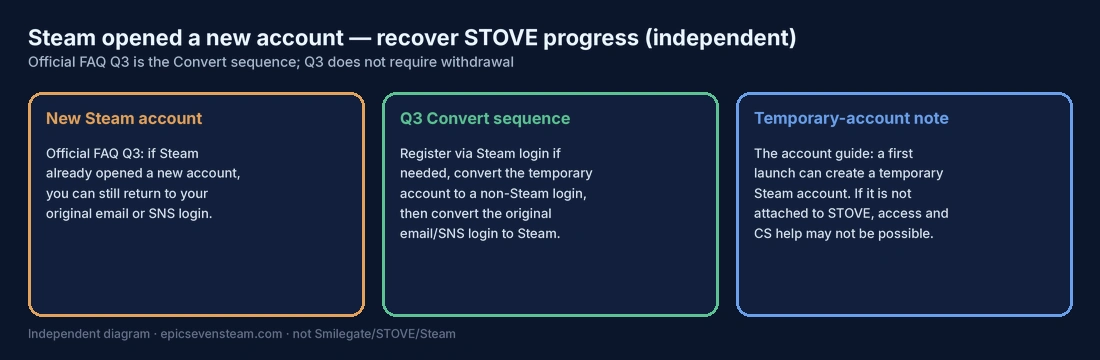 Steam opened a new account — recover STOVE progress (independent)
Official FAQ Q3 is the Convert sequence; Q3 does not require withdrawal
New Steam account
Official FAQ Q3: if Steam
already opened a new account,
you can still return to your
original email or SNS login.
Q3 Convert sequence
Register via Steam login if
needed, convert the temporary
account to a non-Steam login,
then convert the original
email/SNS login to Steam.
Temporary-account note
The account guide: a first
launch can create a temporary
Steam account. If it is not
attached to STOVE, access and
CS help may not be possible.
Independent diagram · epicsevensteam.com · not Smilegate/STOVE/Steam